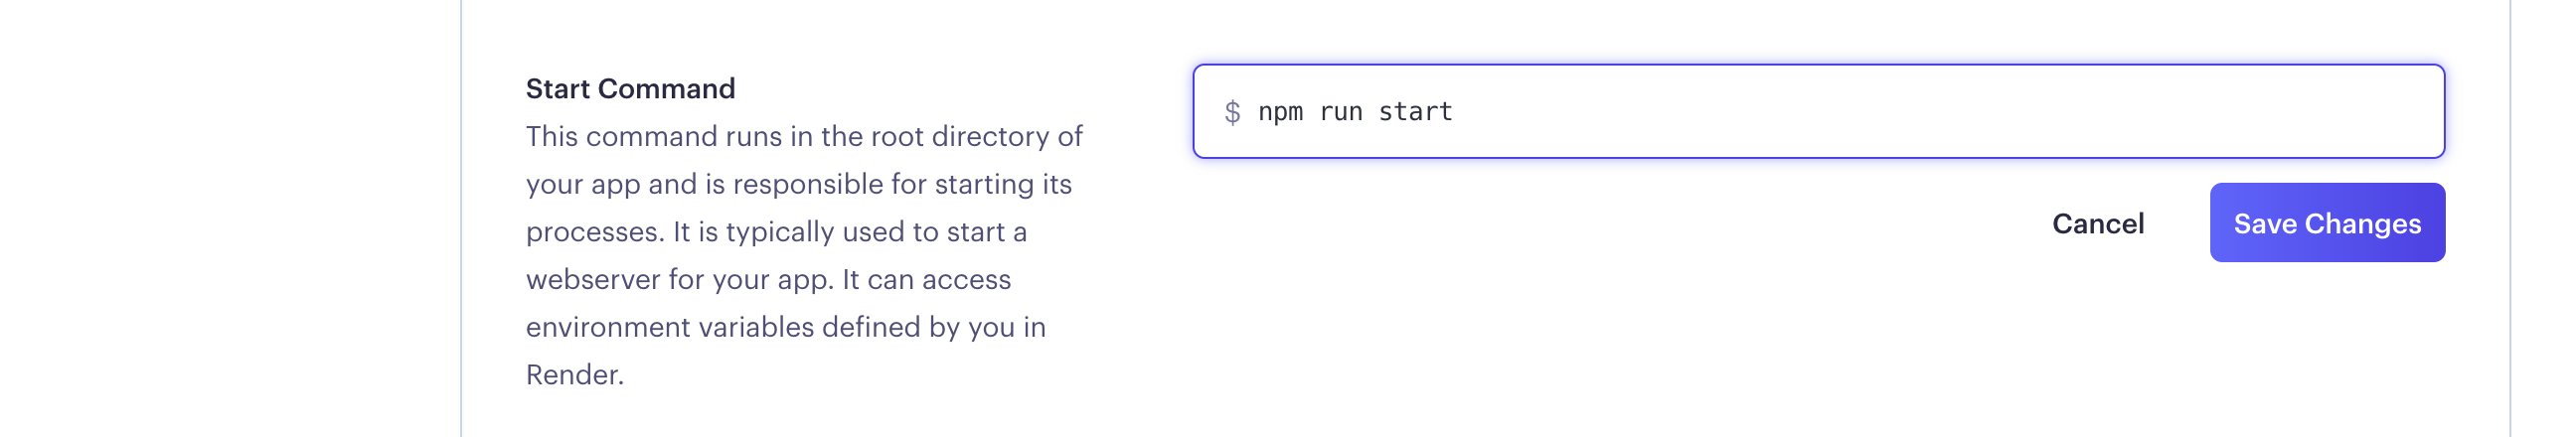 Start Command
This command runs in the root directory of
your app and is responsible for starting its
processes. It is typically used to start a
webserver for your app. It can access
environment variables defined by you in
Render.
$ npm run start
Cancel
Save Changes